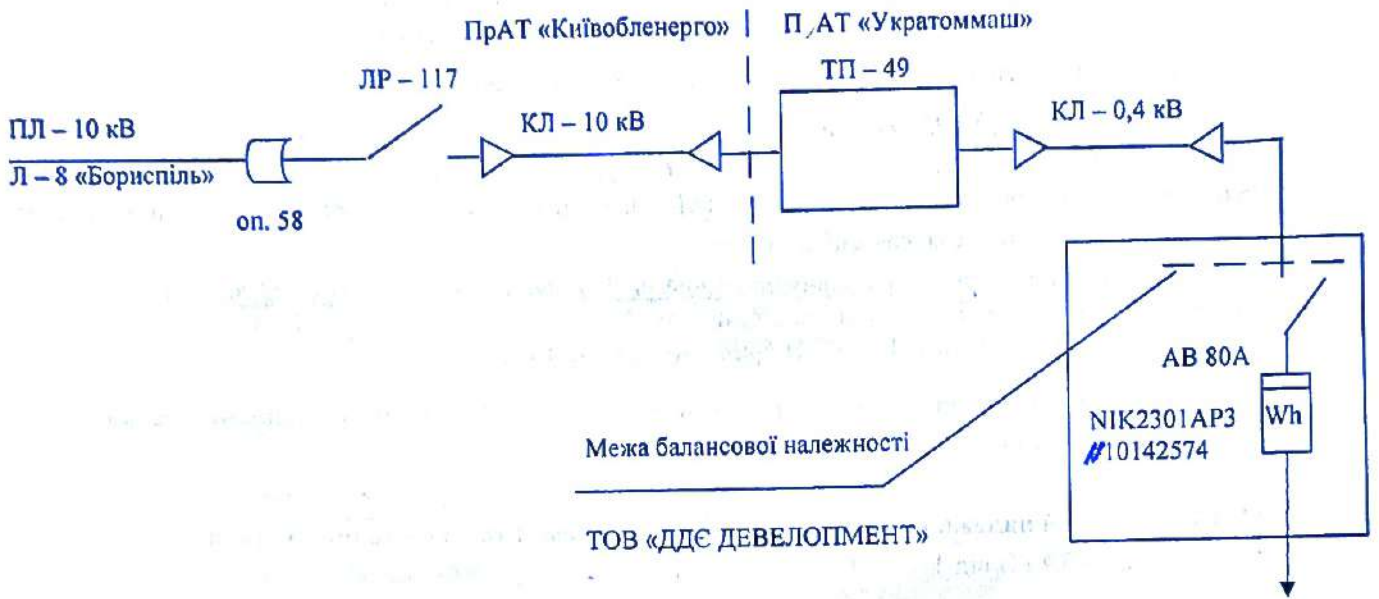 ПрАТ «Київобленерго»
П,АТ «Укратоммаш»
ЛР – 117
ТП – 49
ПЛ – 10 кВ
КЛ – 10 кВ
КЛ – 0,4 кВ
Л – 8 «Бориспіль»
оп. 58
АВ 80А
NIK2301AP3
Wh
#10142574
Межа балансової належності
ТОВ «ДДЄ ДЕВЕЛОПМЕНТ»